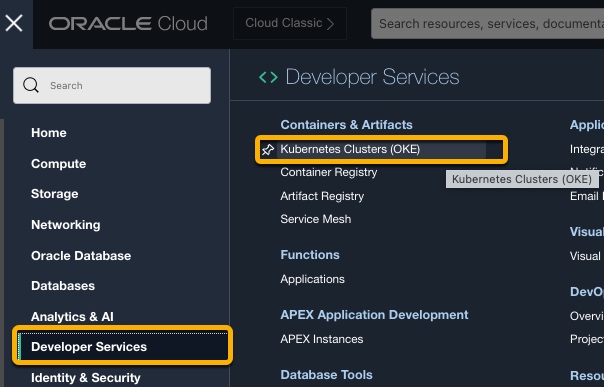 ORACLE Cloud
Cloud Classic >
Search resources, services, documenta
Search
Home
Compute
Storage
Networking
Oracle Database
Databases
Analytics & AI
Developer Services
Identity & Security
Developer Services
Containers & Artifacts
Kubernetes Clusters (OKE)
Container Registry
Kubernetes Clusters (OKE)
Artifact Registry
Service Mesh
Functions
Applications
APEX Application Development
APEX Instances
Database Tools
Applic
Integra
Email
Visual
Visual
DevO
Overvi
Projec
Resou